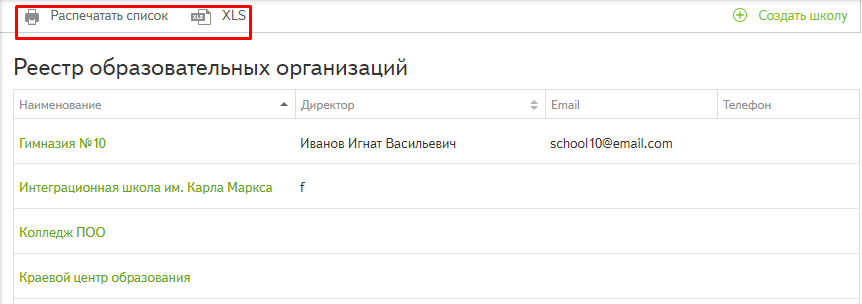 Распечатать список XLS XLS Создать школу
Реестр образовательных организаций
Наименование Директор Email Телефон
Гимназия №10 Иванов Игнат Васильевич school10@email.com
Интеграционная школа им. Карла Маркса f
Колледж ПОО
Краевой центр образования